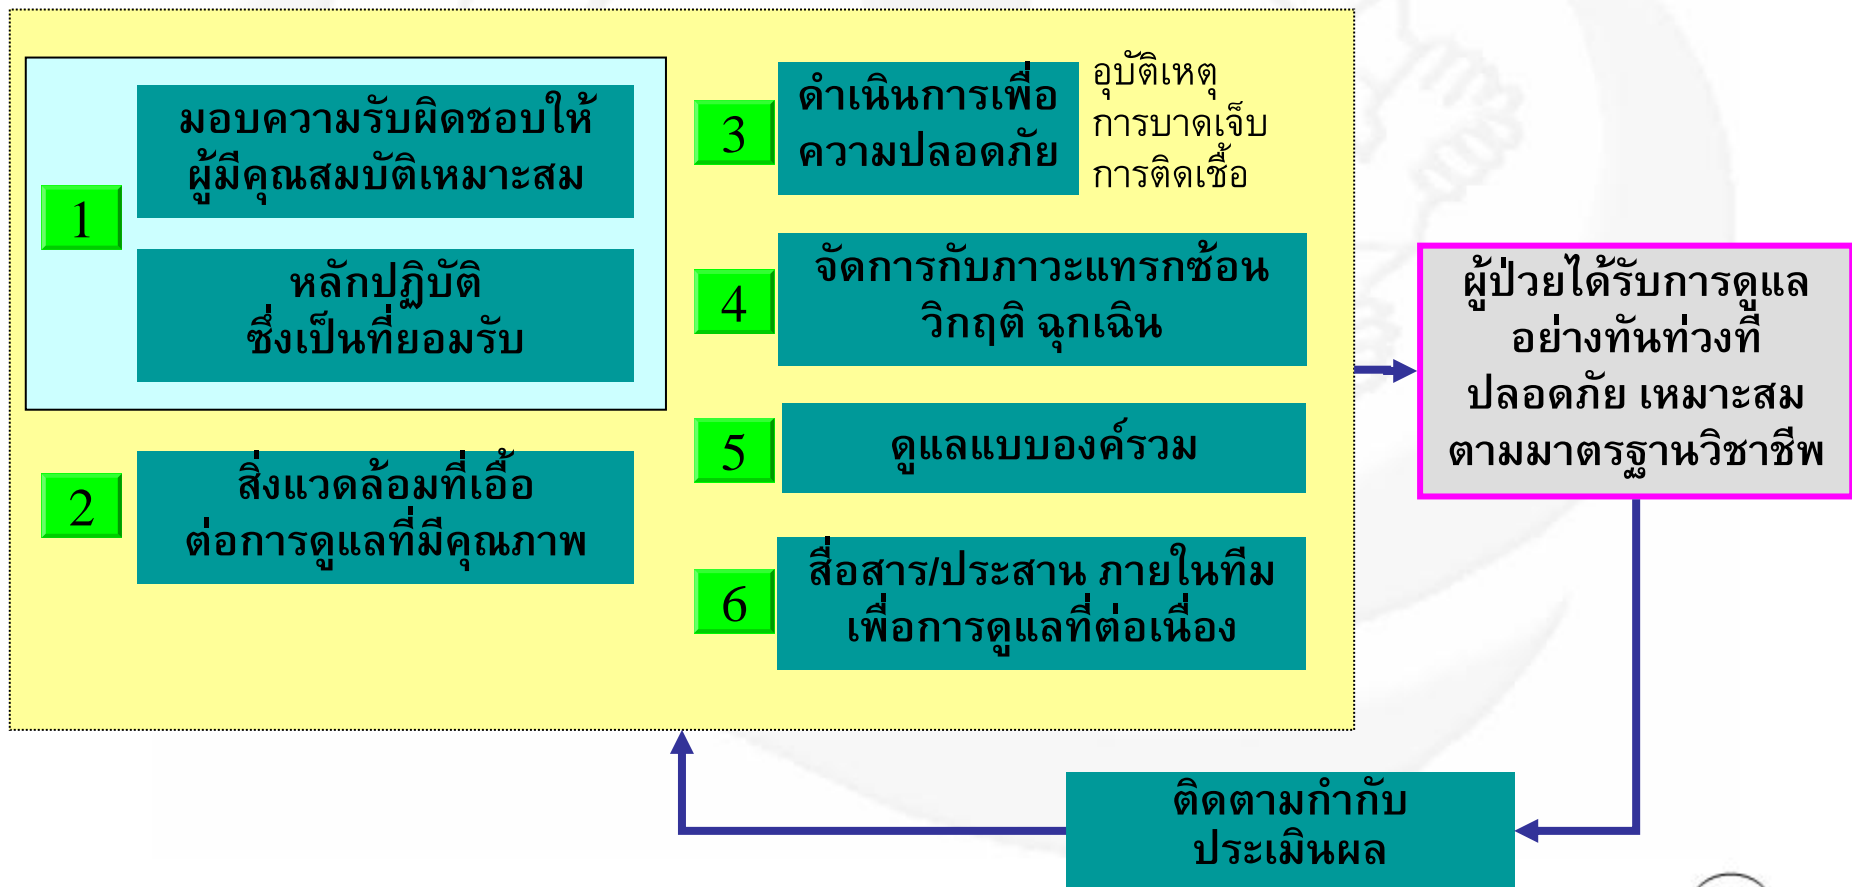 1
มอบความรับผิดชอบให้
ผู้มีคุณสมบัติเหมาะสม
หลักปฏิบัติ
ซึ่งเป็นที่ยอมรับ
2
สิ่งแวดล้อมที่เอื้อ
ต่อการดูแลที่มีคุณภาพ
3
ดำเนินการเพื่อ
ความปลอดภัย
อุบัติเหตุ
การบาดเจ็บ
การติดเชื้อ
4
จัดการกับภาวะแทรกซ้อน
วิกฤติ ฉุกเฉิน
5
ดูแลแบบองค์รวม
6
สื่อสาร/ประสาน ภายในทีม
เพื่อการดูแลที่ต่อเนื่อง
ผู้ป่วยได้รับการดูแล
อย่างทันท่วงที
ปลอดภัย เหมาะสม
ตามมาตรฐานวิชาชีพ
ติดตามกำกับ
ประเมินผล